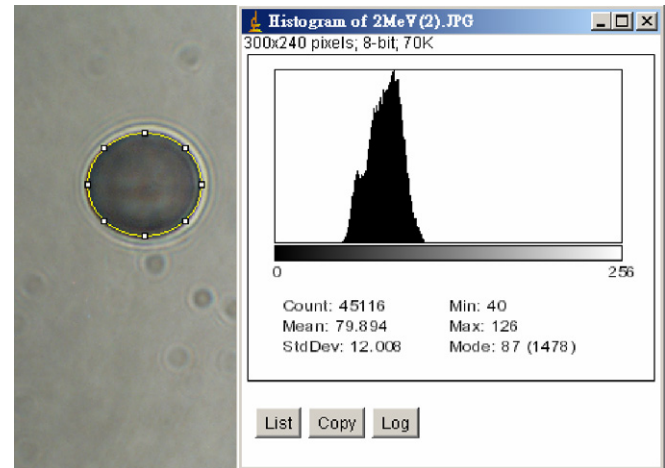 Histogram of 2MeV(2).JPG
300x240 pixels; 8-bit; 70K
0 256
Count: 45116 Min: 40
Mean: 79.894 Max: 126
StdDev: 12.008 Mode: 87 (1478)
List Copy Log